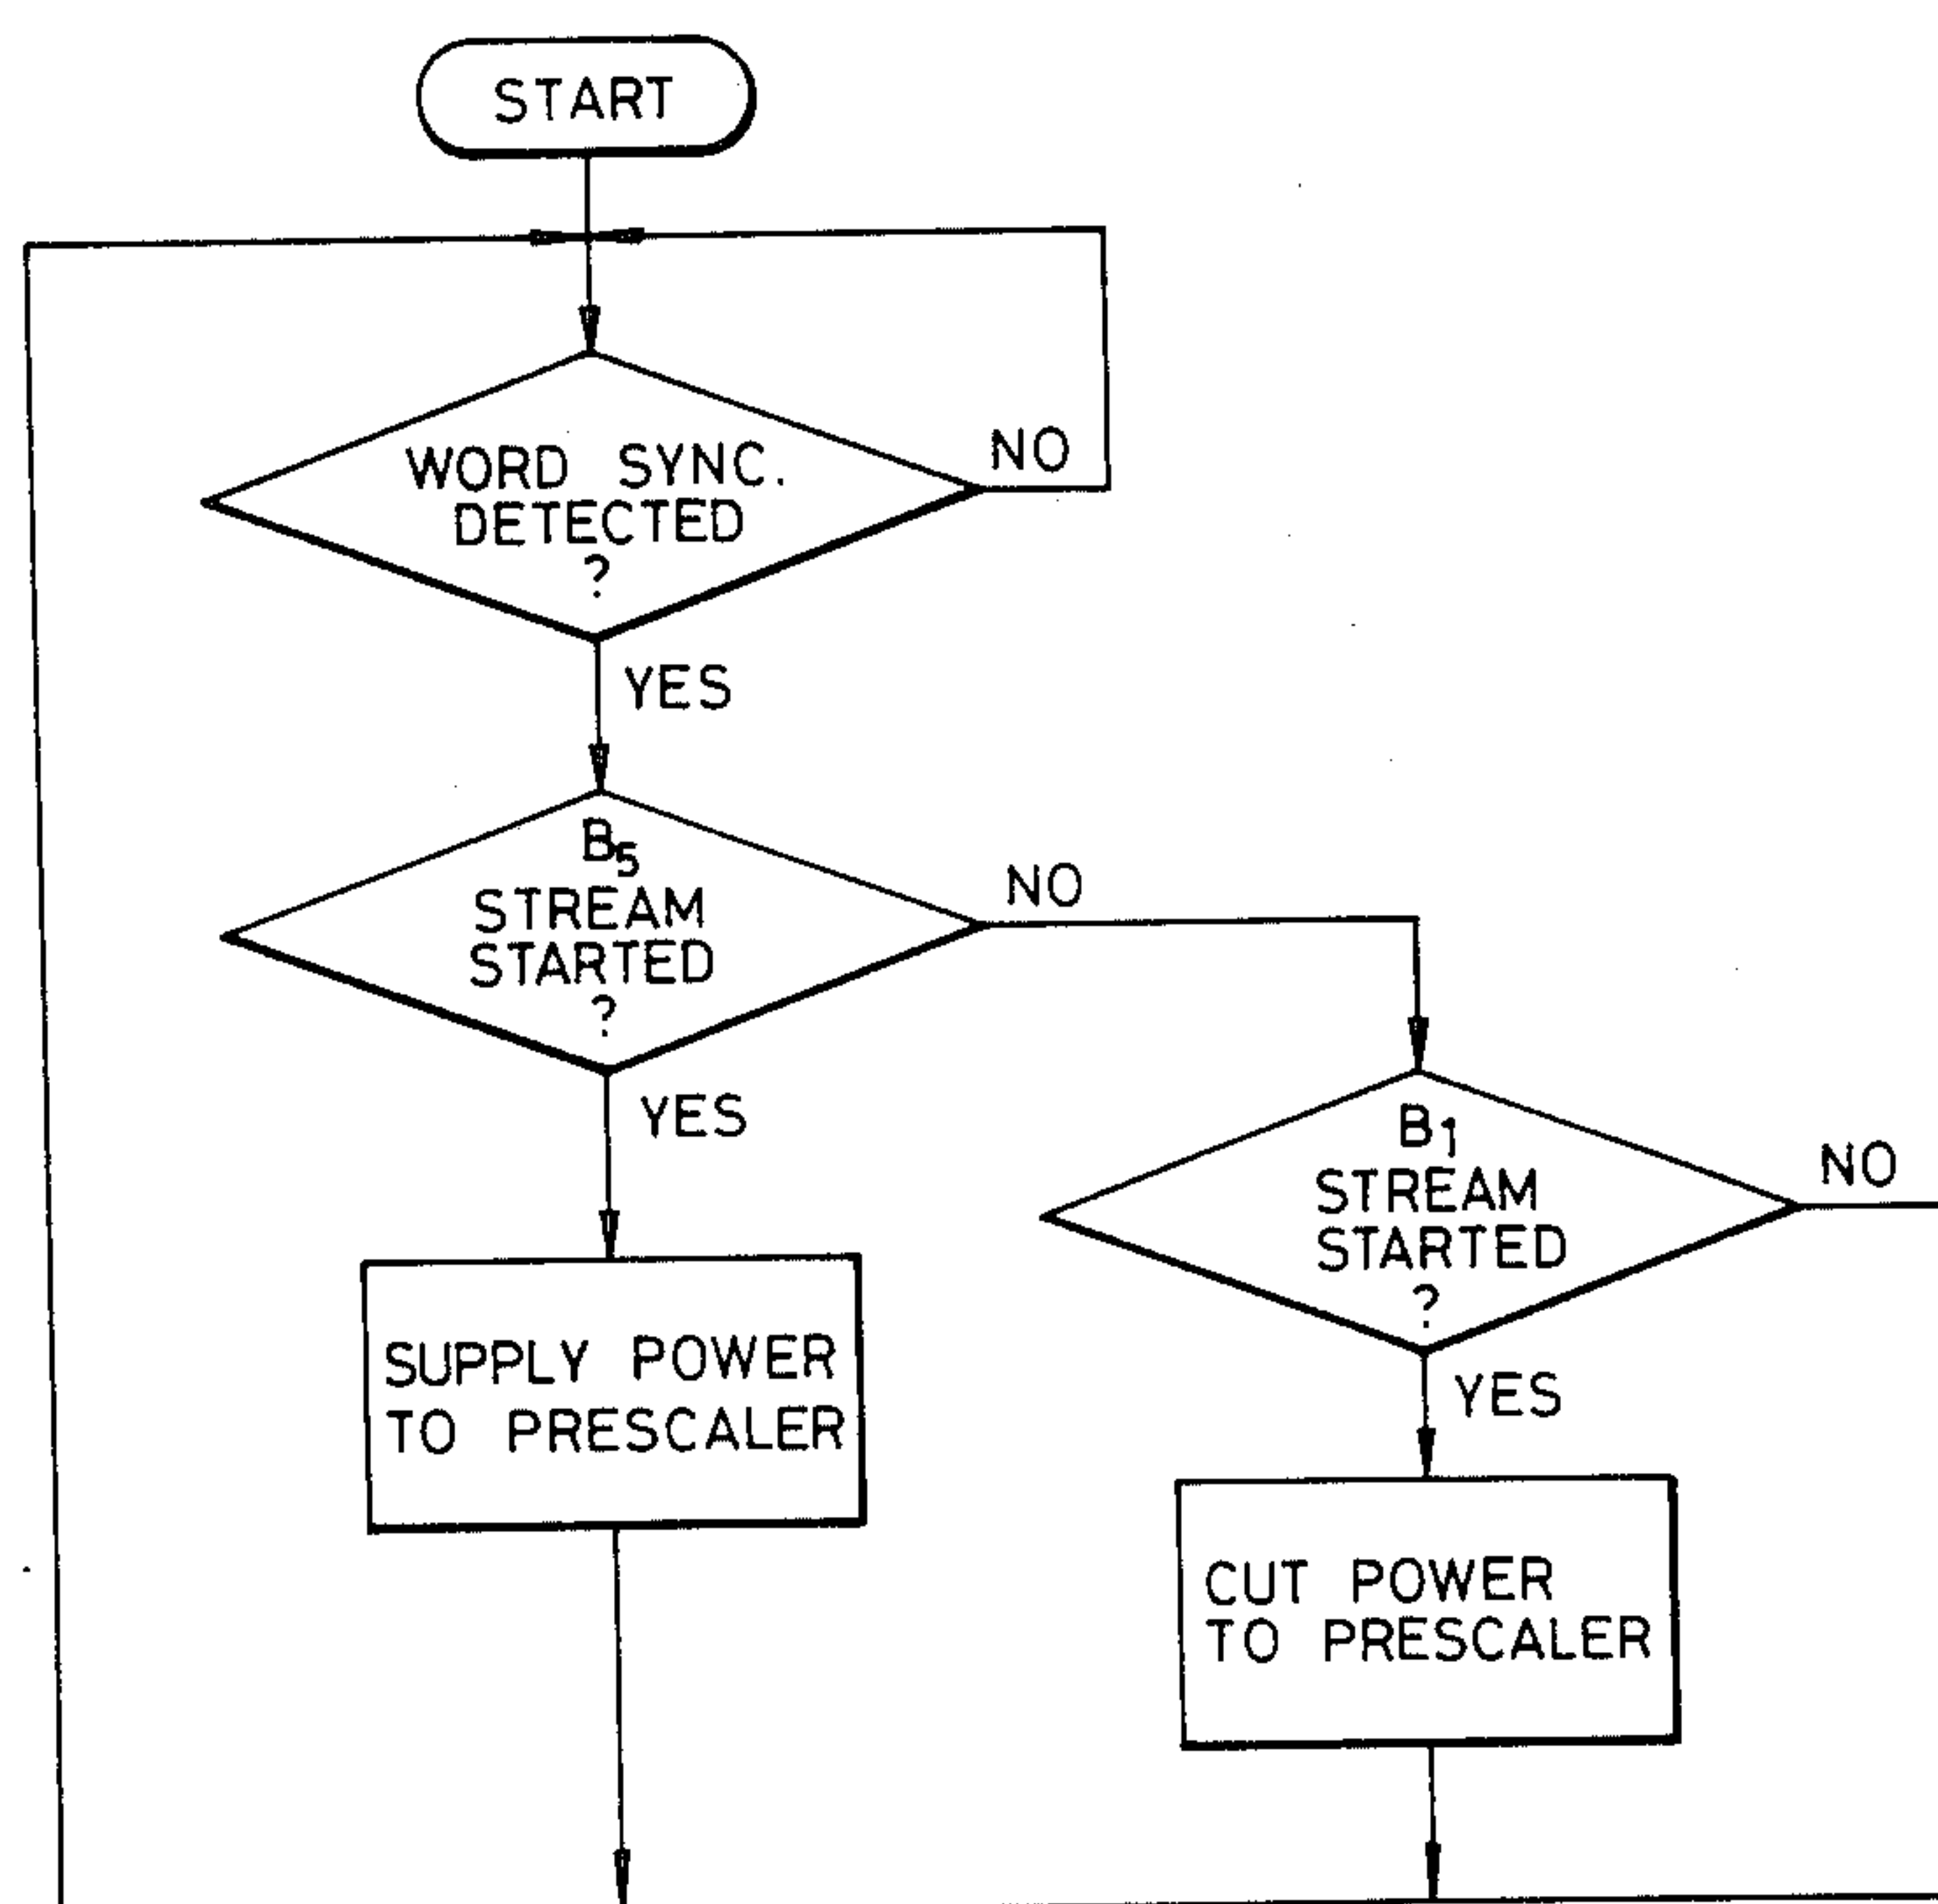 START
WORD SYNC.
DETECTED
?
NO
YES
B5
STREAM
STARTED
?
NO
YES
B1
STREAM
STARTED
?
NO
YES
SUPPLY POWER
TO PRESCALER
CUT POWER
TO PRESCALER